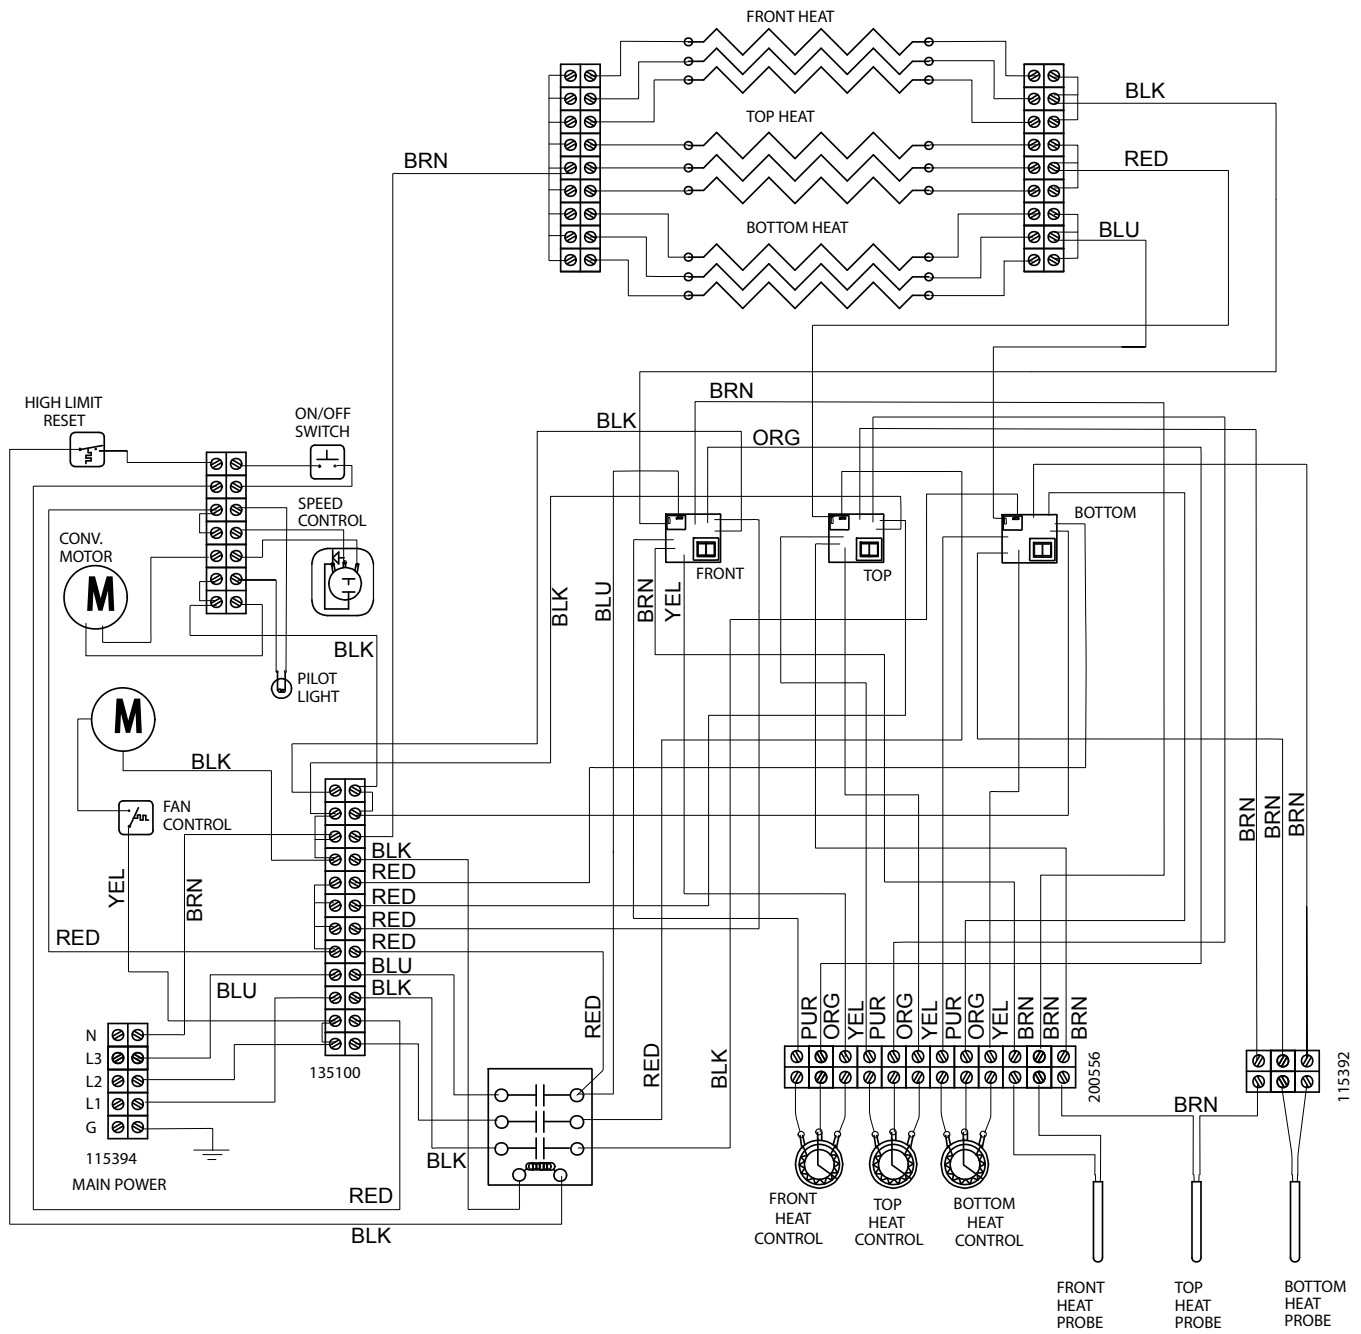 FRONT HEAT
BLK
TOP HEAT
BRN
RED
BOTTOM HEAT
BLU
HIGH LIMIT
RESET
ON/OFF
SWITCH
BLK
BRN
ORG
SPEED
CONTROL
CONV.
MOTOR
M
BOTTOM
FRONT
TOP
BLK
BLU
BRN
YEL
BLK
PILOT
LIGHT
M
BLK
FAN
CONTROL
YEL
BRN
BLK
RED
RED
RED
RED
BLU
BLK
RED
BLU
BRN
BRN
BRN
N
L3
L2
L1
G
115394
MAIN POWER
135100
RED
RED
BLK
PUR
ORG
YEL
PUR
ORG
YEL
PUR
ORG
YEL
BRN
BRN
BRN
200556
115392
BRN
BLK
RED
BLK
FRONT
HEAT
CONTROL
TOP
HEAT
CONTROL
BOTTOM
HEAT
CONTROL
FRONT
HEAT
PROBE
TOP
HEAT
PROBE
BOTTOM
HEAT
PROBE